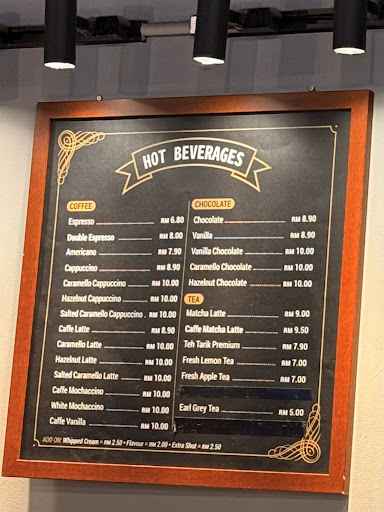 HOT BEVERAGES
COFFEE
Espresso RM 6.80
Double Espresso RM 8.00
Americano RM 7.90
Cappuccino RM 8.90
Caramello Cappuccino RM 10.00
Hazelnut Cappuccino RM 10.00
Salted Caramello Cappuccino RM 10.00
Caffe Latte RM 8.90
Caramello Latte RM 10.00
Hazelnut Latte RM 10.00
Salted Caramello Latte RM 10.00
Caffe Mochaccino RM 10.00
White Mochaccino RM 10.00
Caffe Vanilla RM 10.00
CHOCOLATE
Chocolate RM 8.90
Vanilla RM 8.90
Vanilla Chocolate RM 10.00
Caramello Chocolate RM 10.00
Hazelnut Chocolate RM 10.00
TEA
Matcha Latte RM 9.00
Caffe Matcha Latte RM 9.50
Teh Tarik Premium RM 7.90
Fresh Lemon Tea RM 7.00
Fresh Apple Tea RM 7.00
Earl Grey Tea RM 5.00
ADD ON: Whipped Cream = RM 2.50 • Flavour = RM 2.00 • Extra Shot = RM 2.50